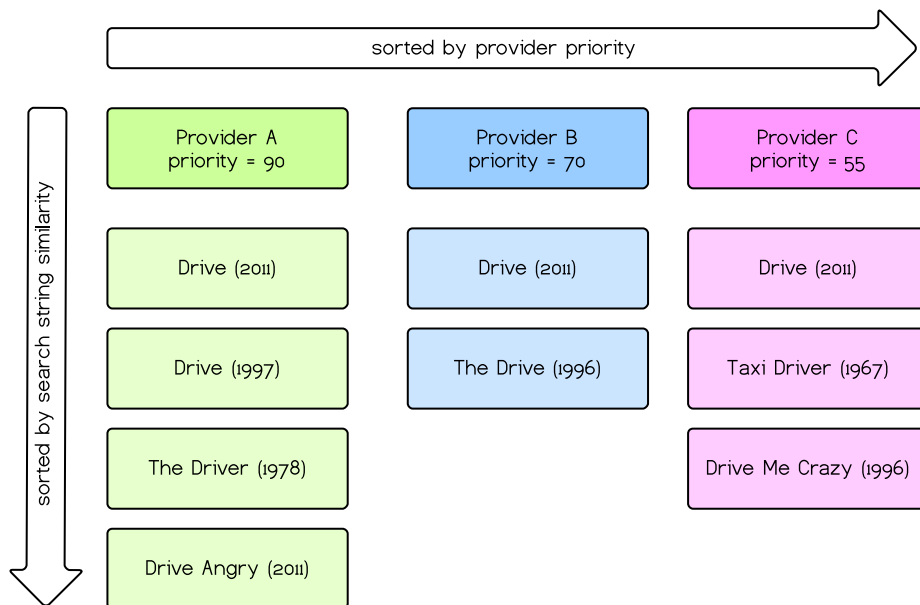 sorted by provider priority
sorted by search string similarity
Provider A
priority = 90
Provider B
priority = 70
Provider C
priority = 55
Drive (2011)
Drive (2011)
Drive (2011)
Drive (1997)
The Drive (1996)
Taxi Driver (1967)
The Driver (1978)
Drive Me Crazy (1996)
Drive Angry (2011)